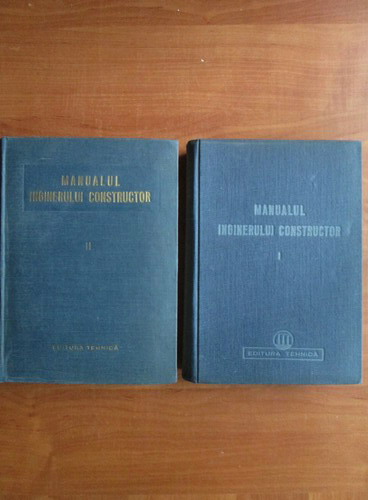 MANUALUL
INGINERULUI CONSTRUCTOR
II
EDITURA TEHNICĂ
MANUALUL
INGINERULUI CONSTRUCTOR
I
EDITURA TEHNICĂ